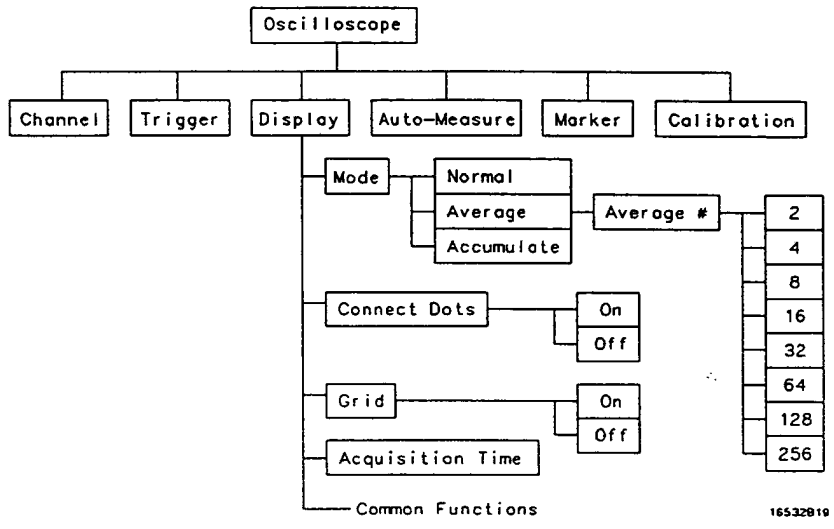 Oscilloscope
Channel
Trigger
Display
Auto-Measure
Marker
Calibration
Mode
Normal
Average
Accumulate
Average #
2
4
8
16
32
64
128
256
Connect Dots
On
Off
Grid
On
Off
Acquisition Time
Common Functions
16532B19